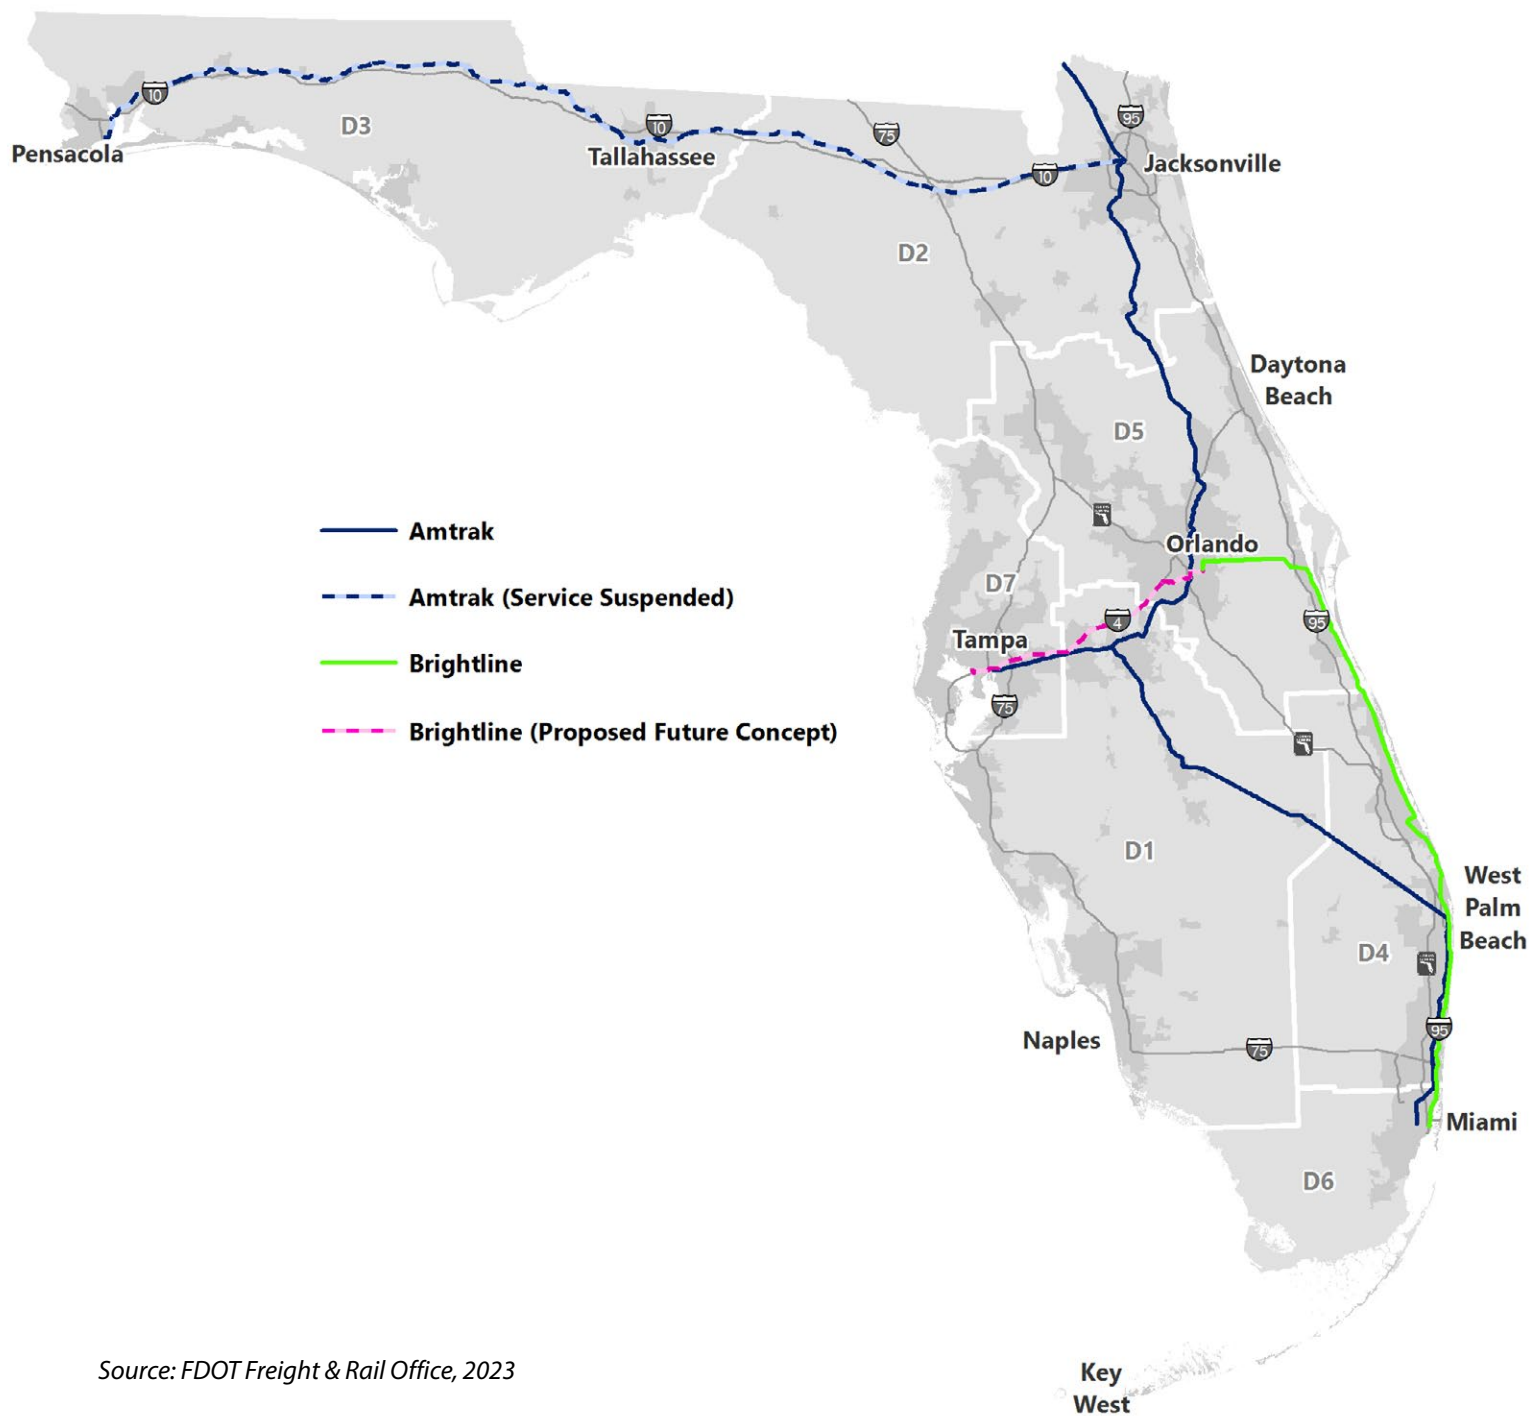 10
D3
Pensacola
10
Tallahassee
75
95
Jacksonville
10
D2
Daytona
Beach
D5
Amtrak
Orlando
D7
Amtrak (Service Suspended)
4
95
Tampa
Brightline
75
Brightline (Proposed Future Concept)
D1
West
Palm
Beach
D4
95
Naples
75
Miami
D6
Source: FDOT Freight & Rail Office, 2023
Key
West